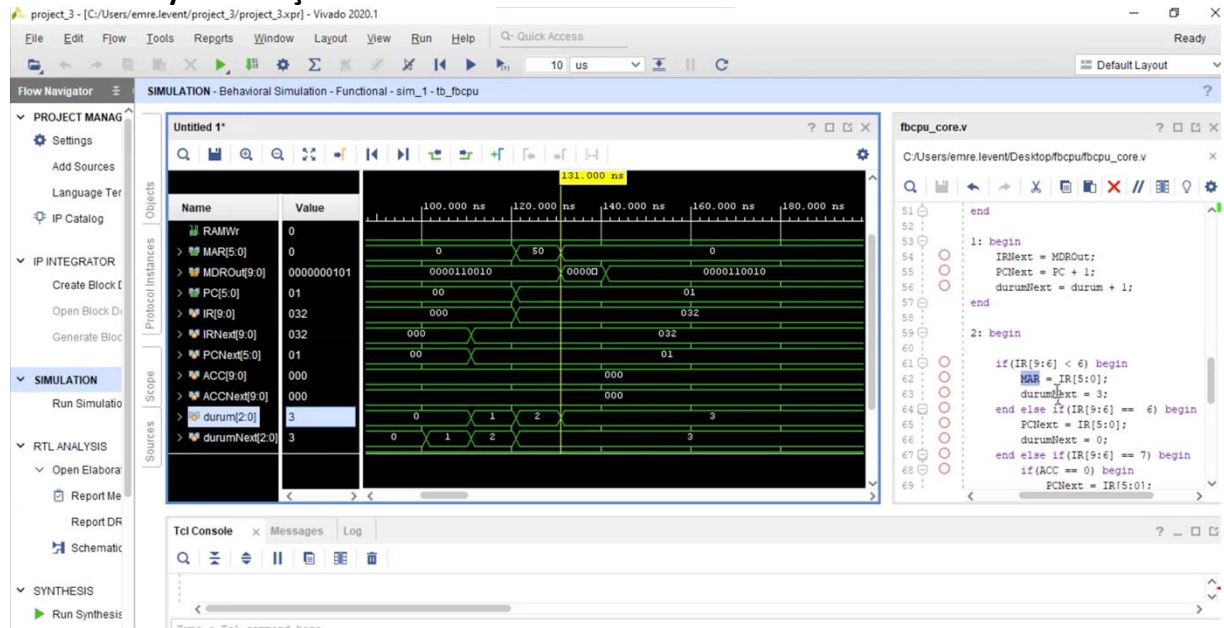 project_3 - [C:/Users/emre.levent/project_3/project_3.xpr] - Vivado 2020.1
File Edit Flow Tools Reports Window Layout View Run Help Q- Quick Access
Ready
10 us
Default Layout
Flow Navigator
SIMULATION - Behavioral Simulation - Functional - sim_1 - tb_fbcpu
PROJECT MANAG
Settings
Add Sources
Language Ter
IP Catalog
IP INTEGRATOR
Create Block D
Open Block De
Generate Bloc
SIMULATION
Run Simulatio
RTL ANALYSIS
Open Elabora
Report Me
Report DR
Schematic
SYNTHESIS
Run Synthesis
Objects
Protocol Instances
Scope
Sources
Untitled 1*
131.000 ns
Name Value
100.000 ns 120.000 ns 140.000 ns 160.000 ns 180.000 ns
RAMWr 0
MAR[5:0] 0 0 50 0
MDROut[9:0] 0000000101 0000110010 0000 0000110010
PC[5:0] 01 00 01
IR[9:0] 032 000 032
IRNext[9:0] 032 000 032
PCNext[5:0] 01 00 01
ACC[9:0] 000 000
ACCNext[9:0] 000 000
durum[2:0] 3 0 1 2 3
durumNext[2:0] 3 0 1 2 3
fbcpu_core.v
C:/Users/emre.levent/Desktop/fbcpu/fbcpu_core.v
51 end
52
53 1: begin
54 IRNext = MDROut;
55 PCNext = PC + 1;
56 durumNext = durum + 1;
57 end
58
59 2: begin
60
61 if(IR[9:6] < 6) begin
62 MAR = IR[5:0];
63 durumNext = 3;
64 end else if(IR[9:6] == 6) begin
65 PCNext = IR[5:0];
66 durumNext = 0;
67 end else if(IR[9:6] == 7) begin
68 if(ACC == 0) begin
69 PCNext = IR[5:0];
Tcl Console Messages Log